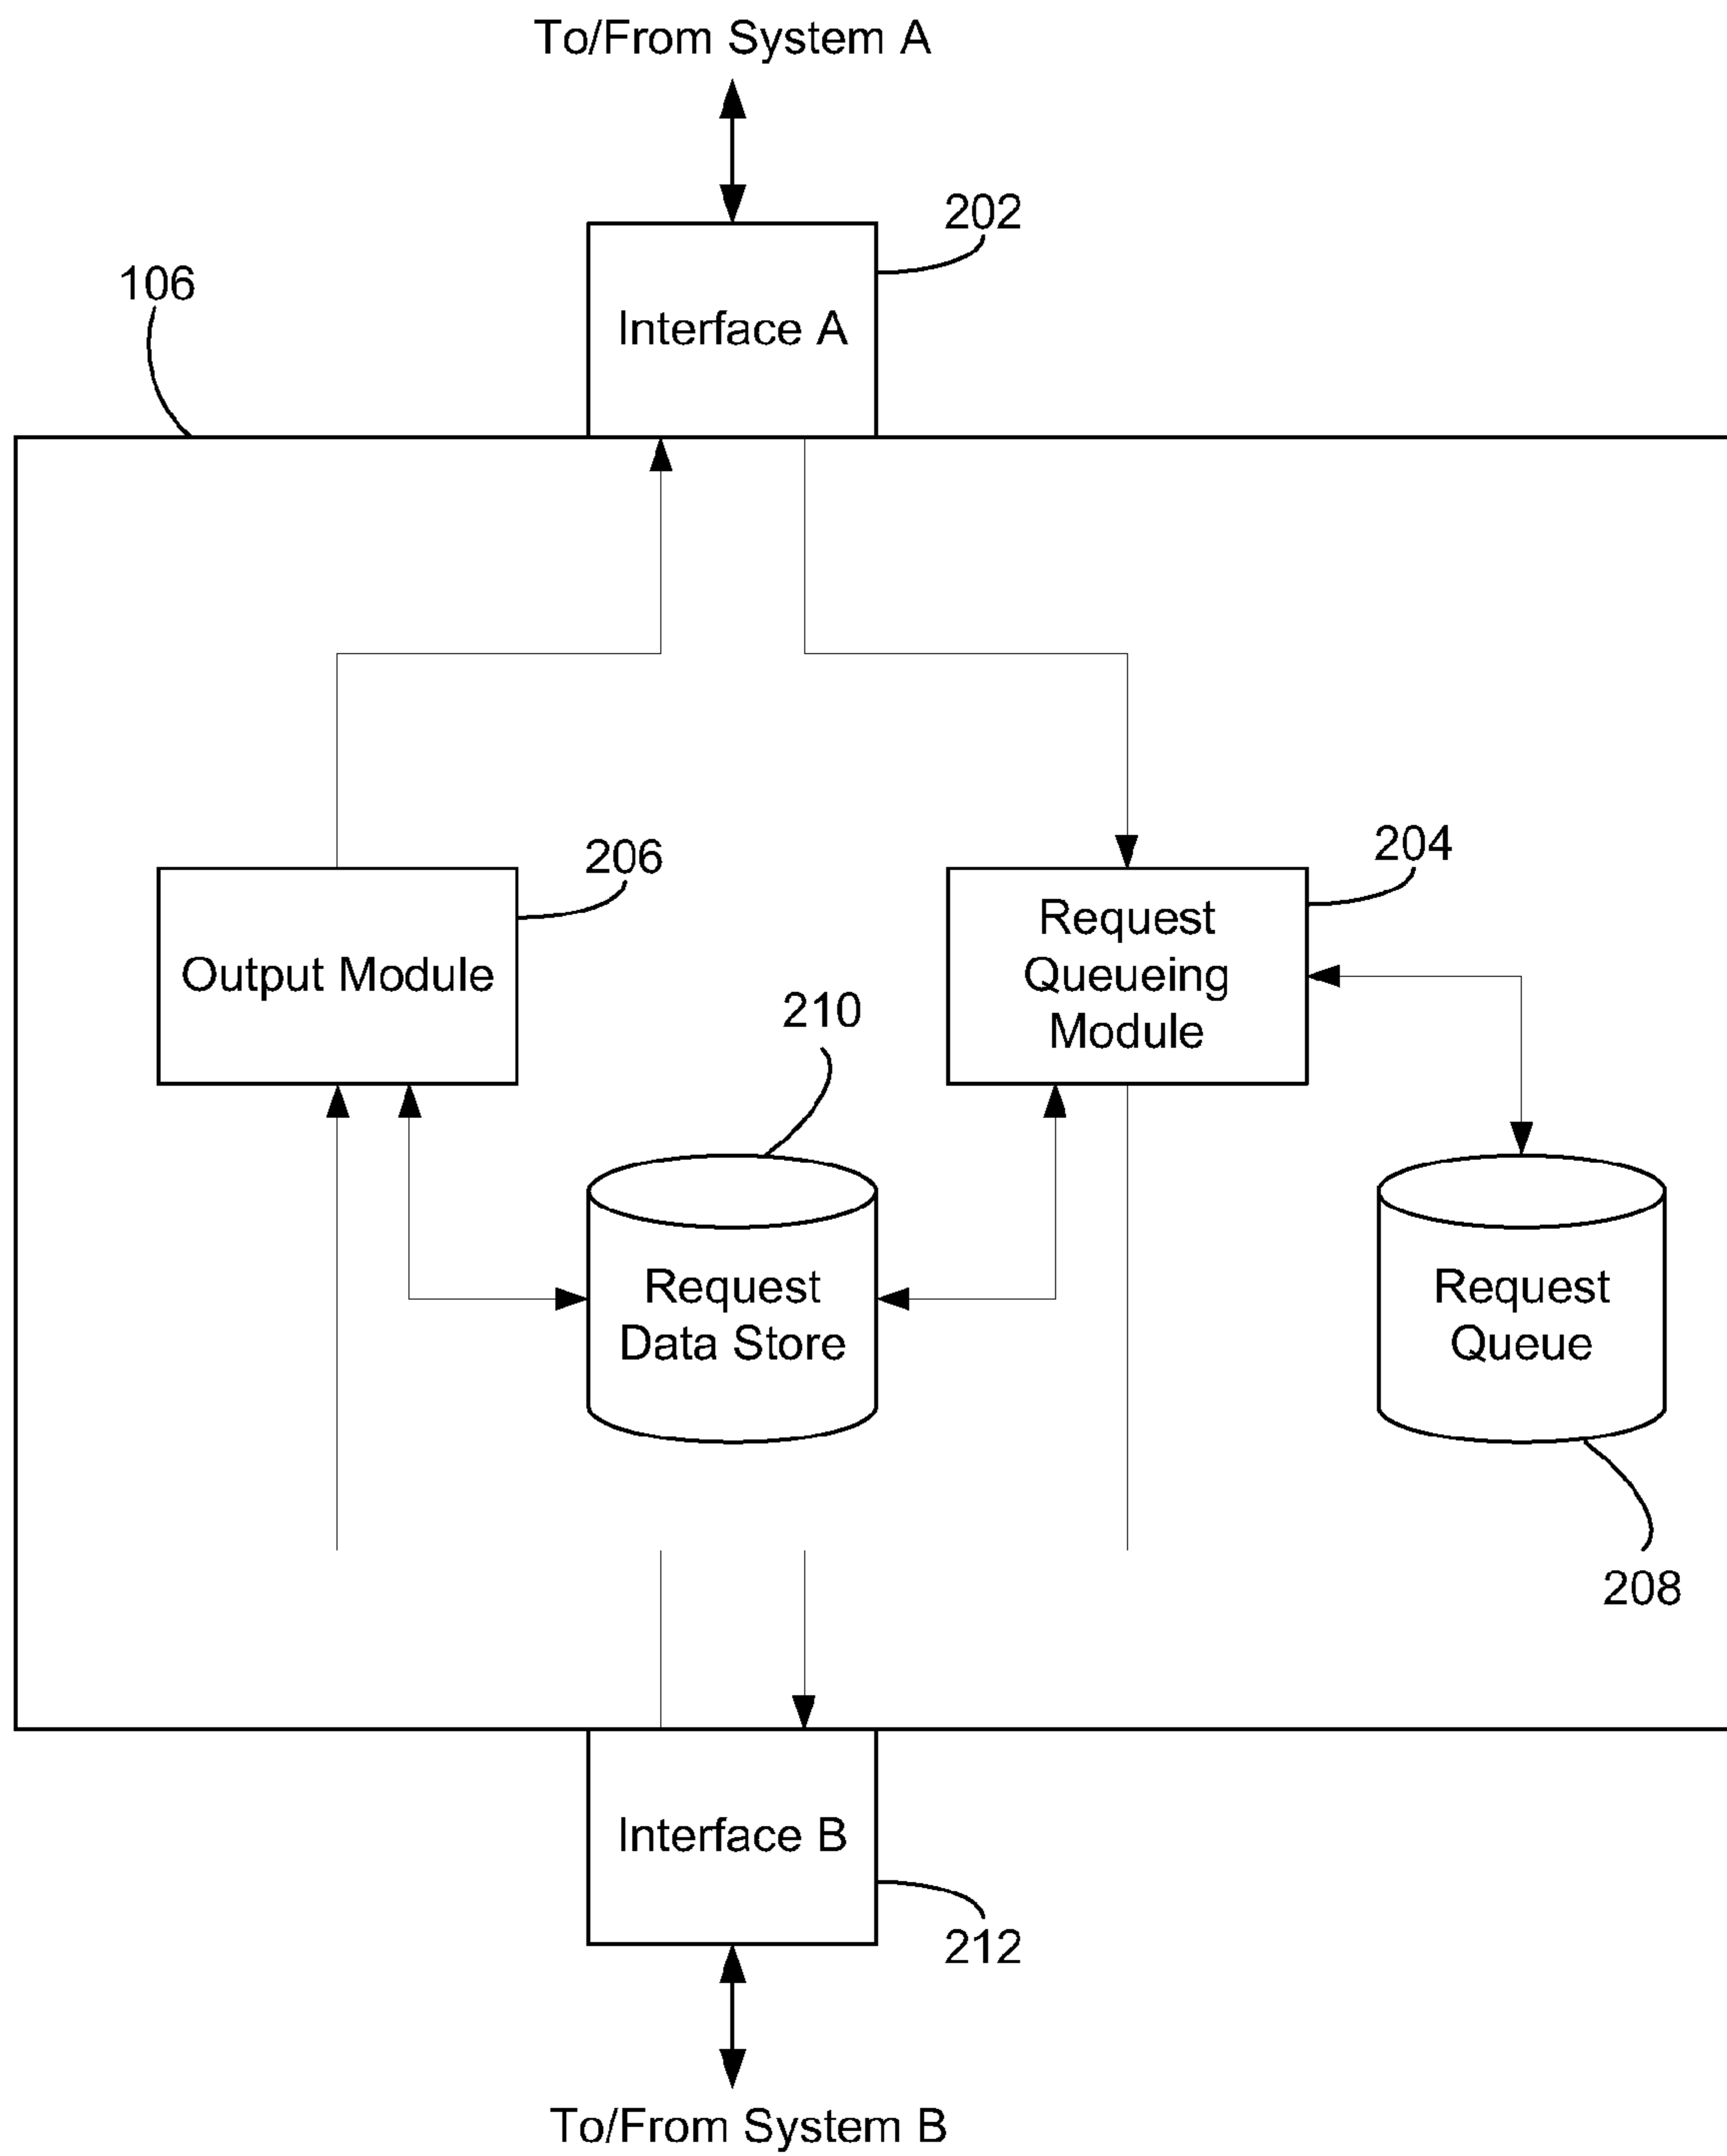 To/From System A
202
106
Interface A
206
204
Output Module
Request
Queueing
Module
210
Request
Data Store
Request
Queue
208
Interface B
212
To/From System B